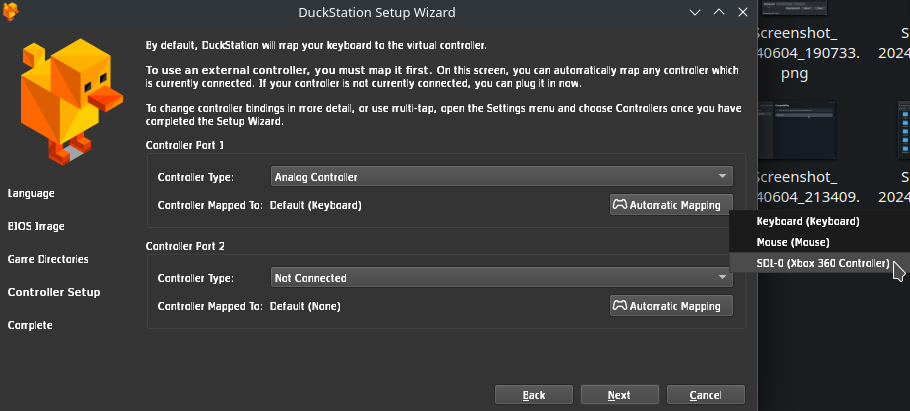 DuckStation Setup Wizard
By default, DuckStation will map your keyboard to the virtual controller.
To use an external controller, you must map it first. On this screen, you can automatically map any controller which
is currently connected. If your controller is not currently connected, you can plug it in now.
To change controller bindings in more detail, or use multi-tap, open the Settings menu and choose Controllers once you have
completed the Setup Wizard.
Language
BIOS Image
Game Directories
Controller Setup
Complete
Controller Port 1
Controller Type: Analog Controller
Controller Mapped To: Default (Keyboard) Automatic Mapping
Keyboard (Keyboard)
Mouse (Mouse)
SDL-0 (Xbox 360 Controller)
Controller Port 2
Controller Type: Not Connected
Controller Mapped To: Default (None) Automatic Mapping
Back Next Cancel
Screenshot_
40604_190733.
png
S
2024
Screenshot_
40604_213409.
S
2024